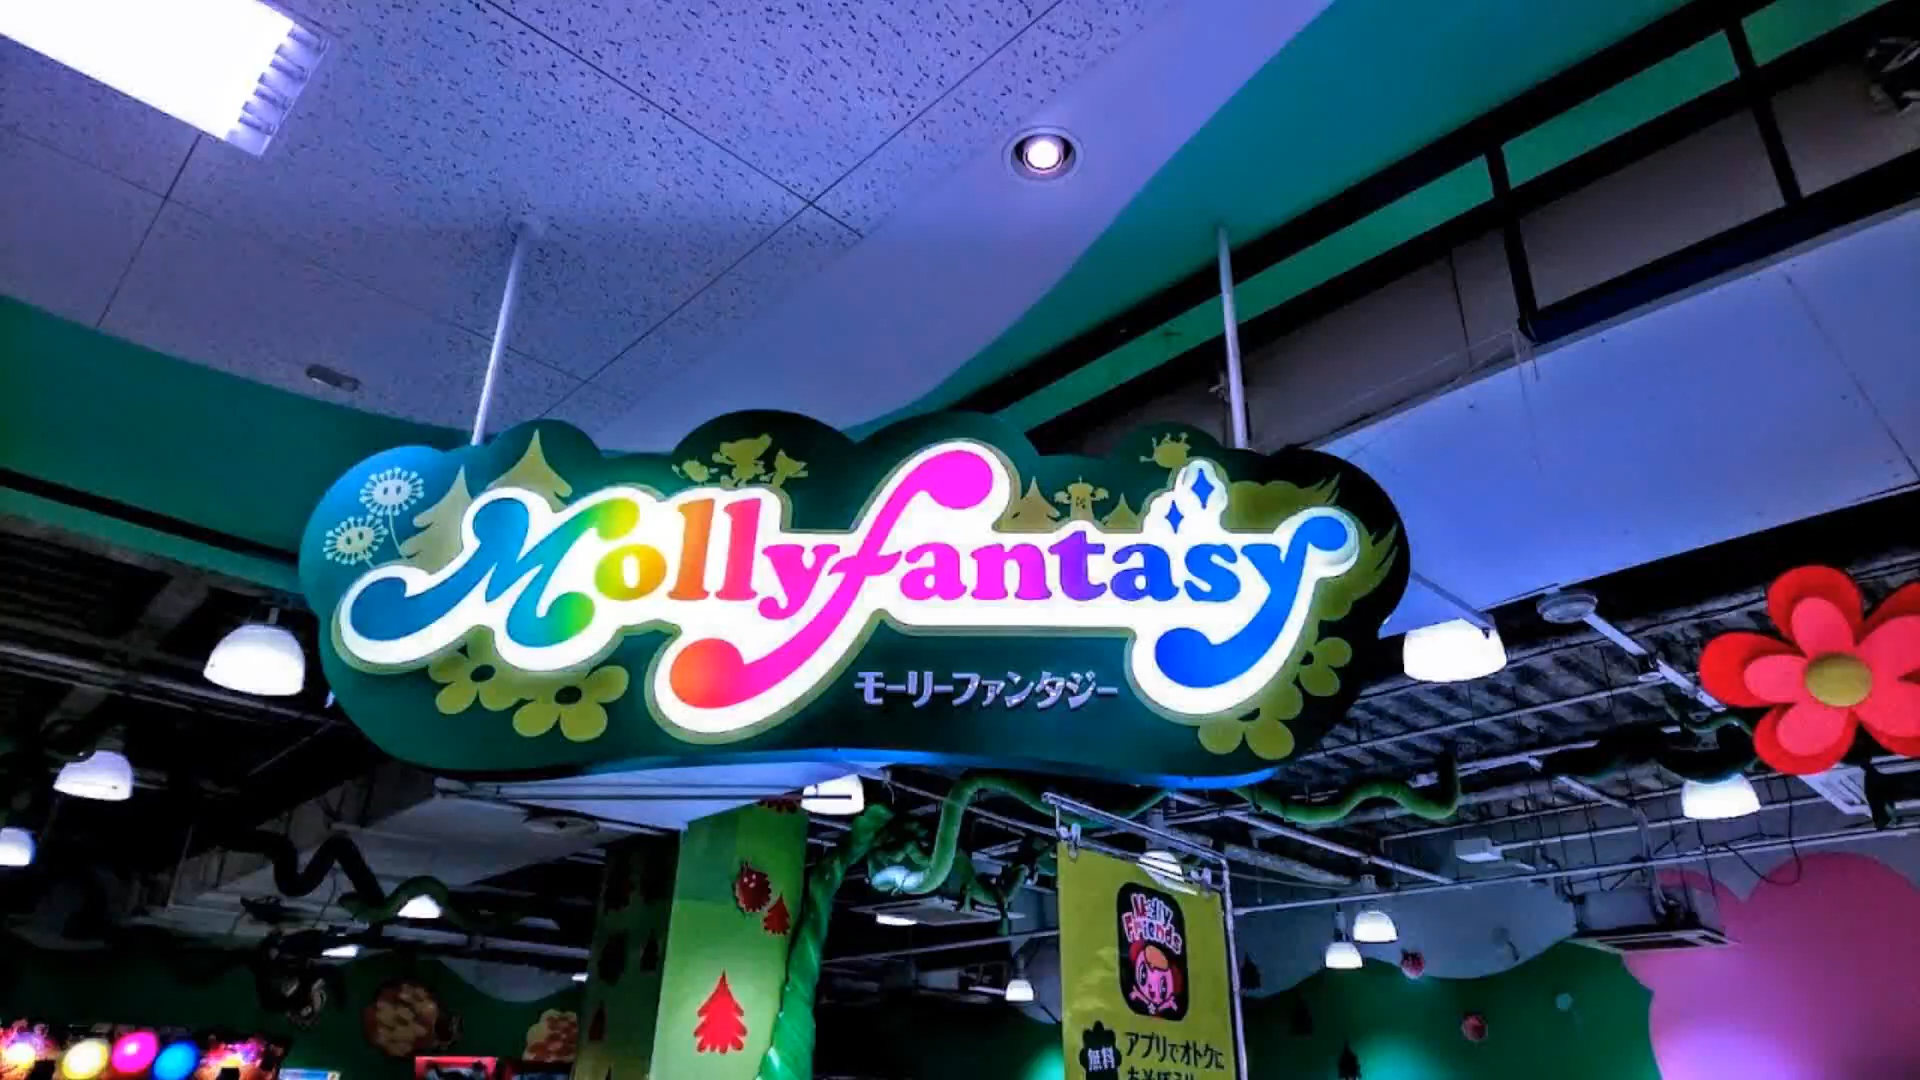 Mollyfantasy
モーリーファンタジー
Molly
Friends
無料
アプリでオトクに